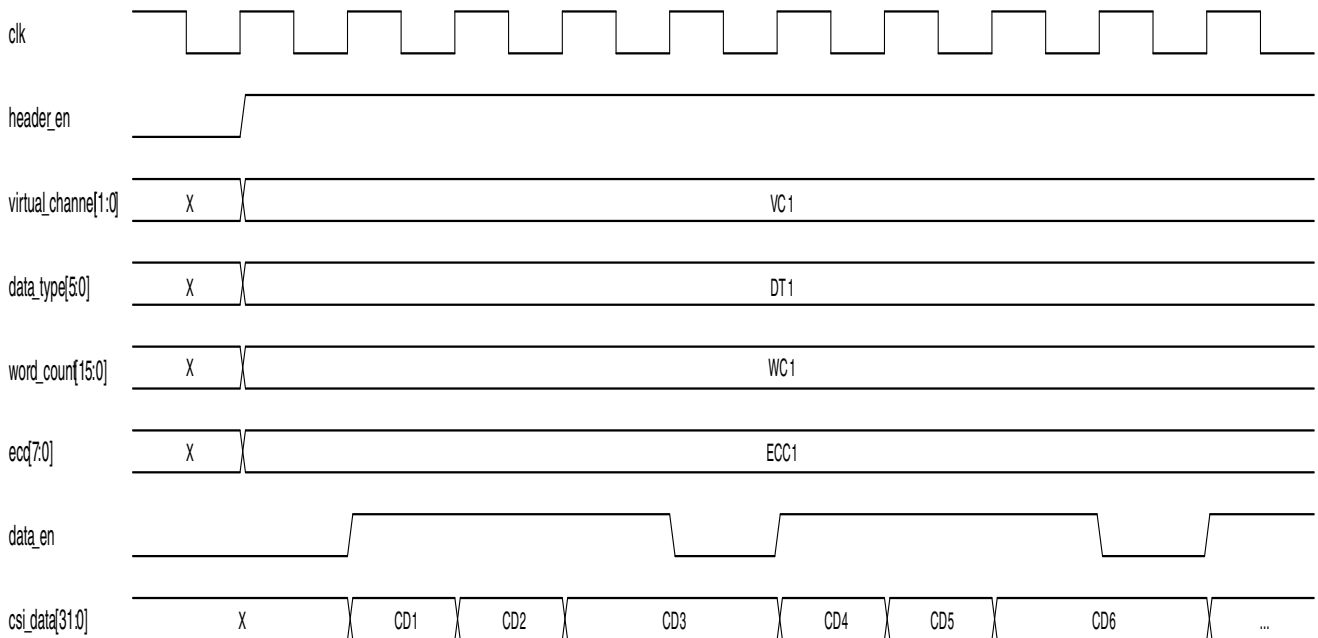 clk
header_en
virtual_channe[1:0]
X
VC1
data_type[5:0]
X
DT1
word_count[15:0]
X
WC1
ecc[7:0]
X
ECC1
data_en
csi_data[31:0]
X
CD1
CD2
CD3
CD4
CD5
CD6
...